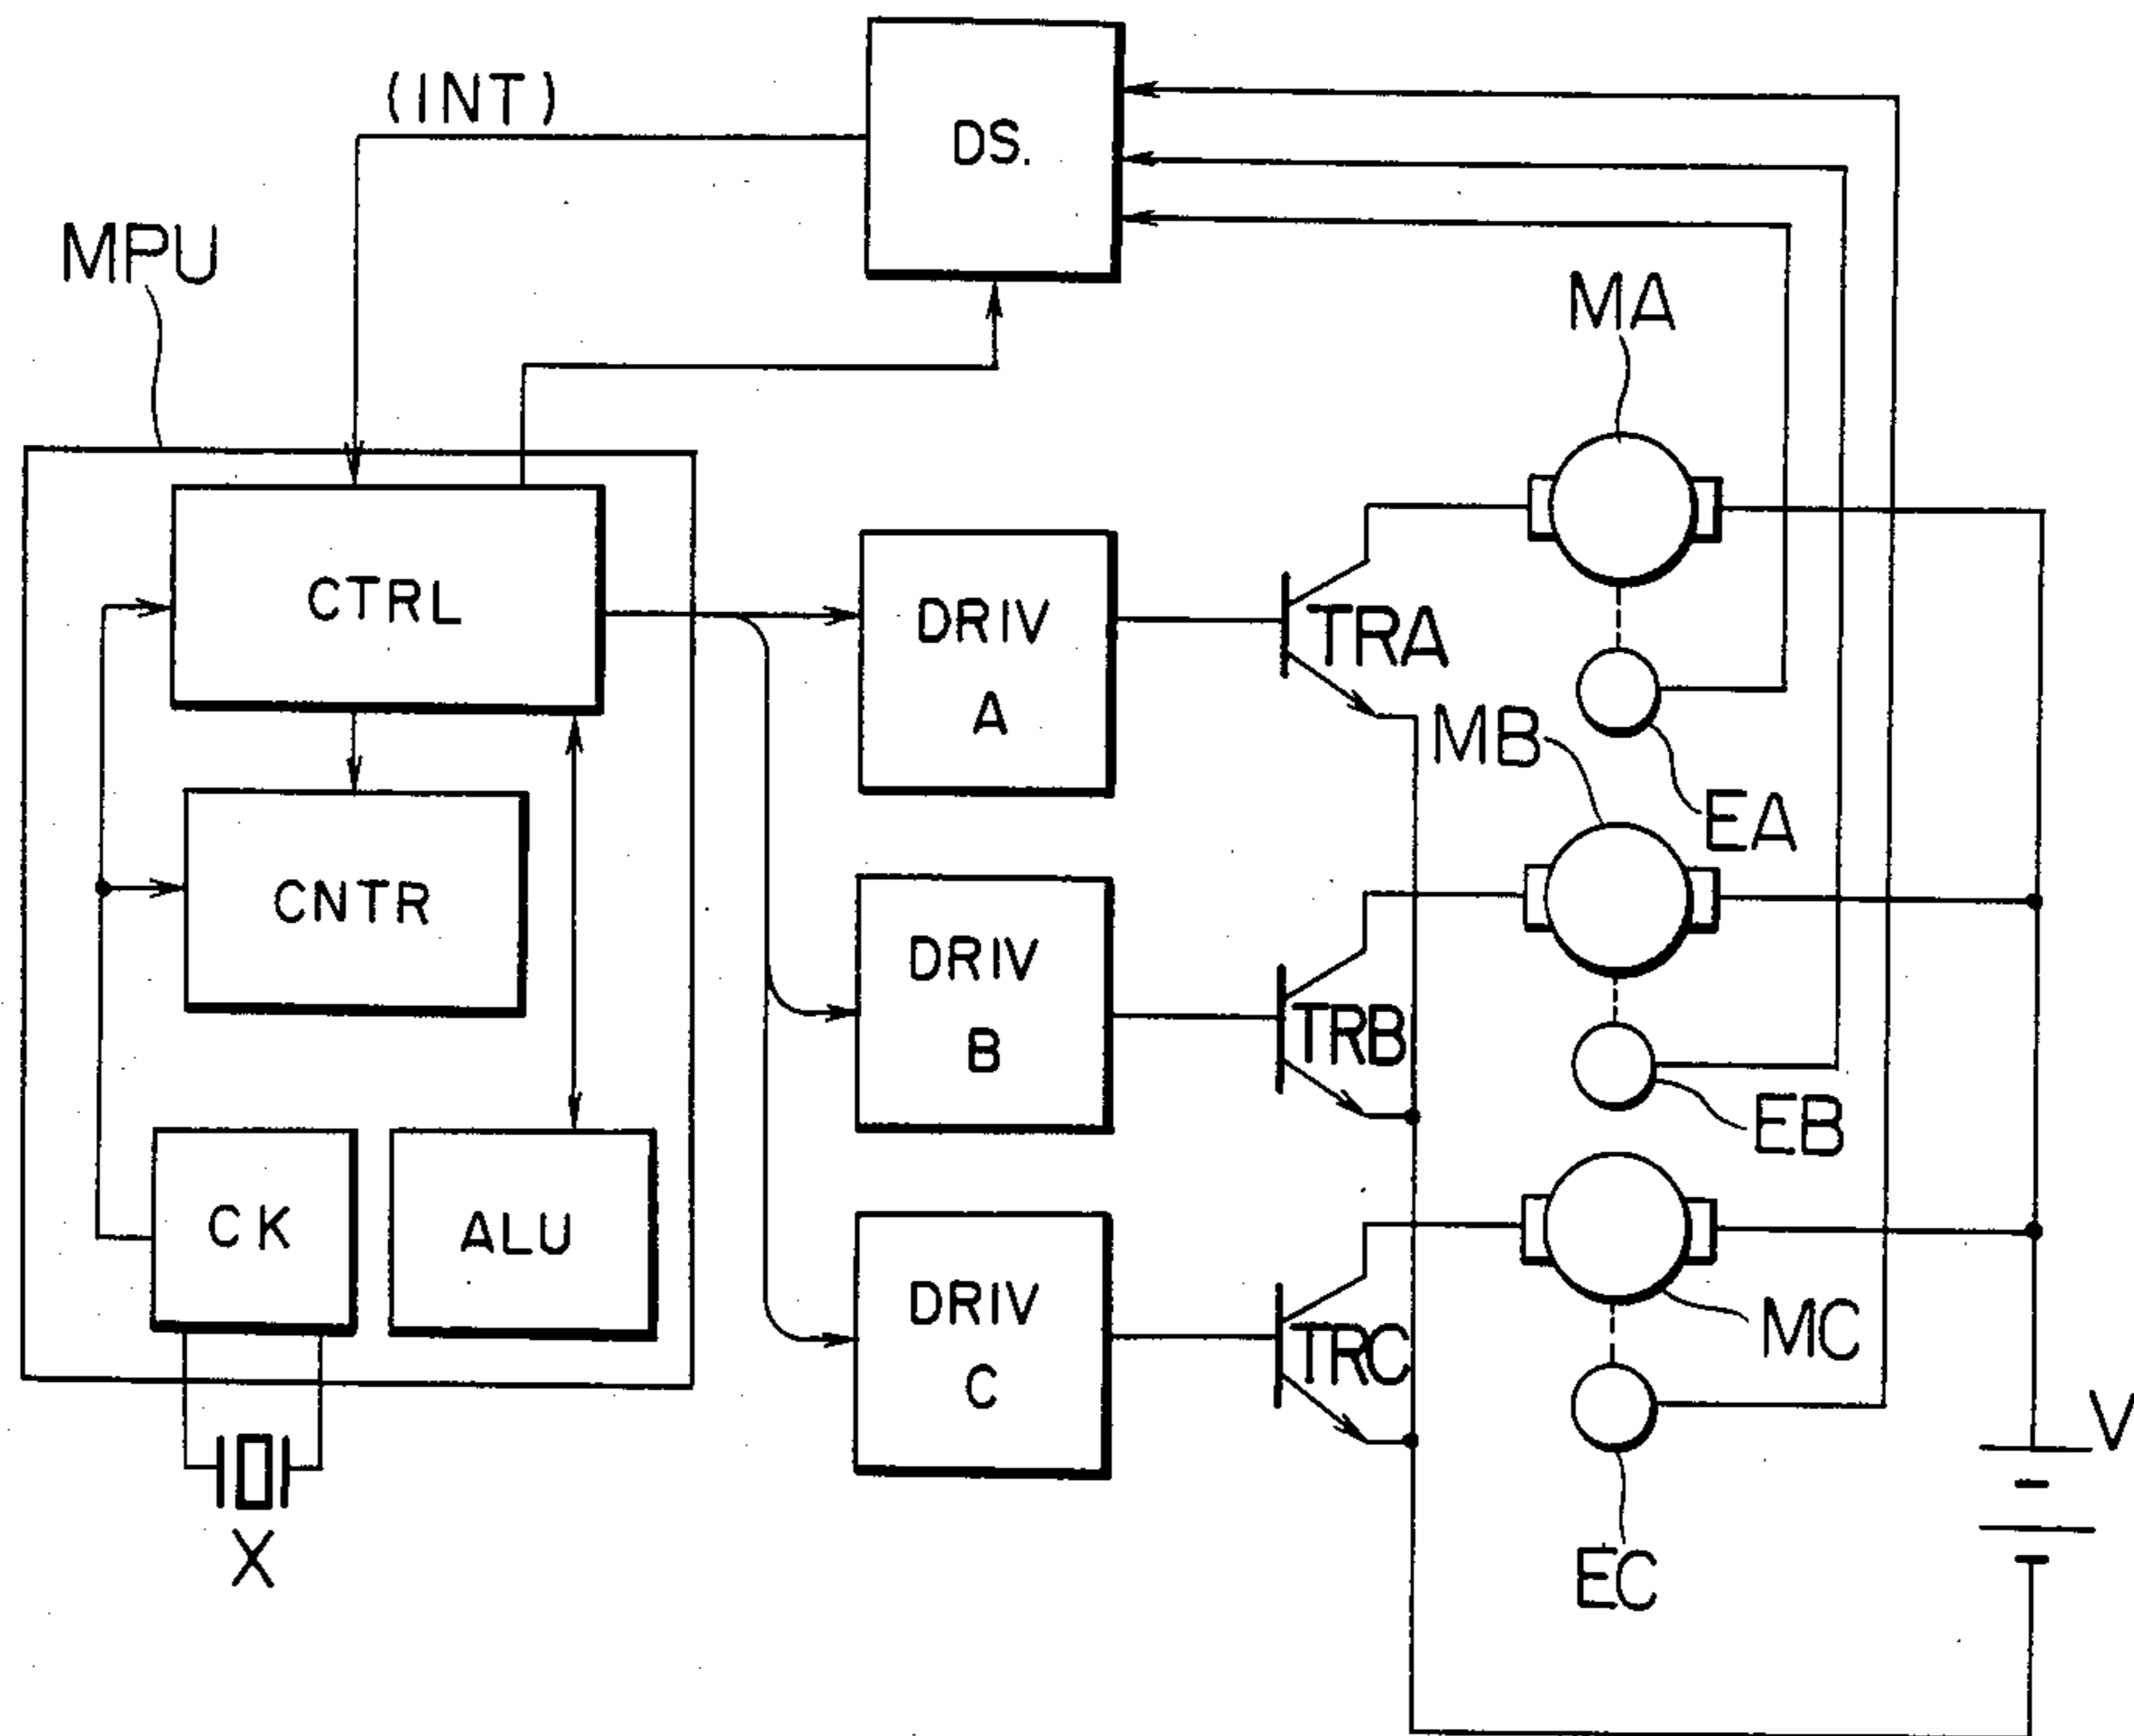 (INT)
DS.
MPU
MA
CTRL
DRIV
A
TRA
MB
EA
CNTR
DRIV
B
TRB
EB
CK
ALU
DRIV
C
TRC
MC
V
X
EC